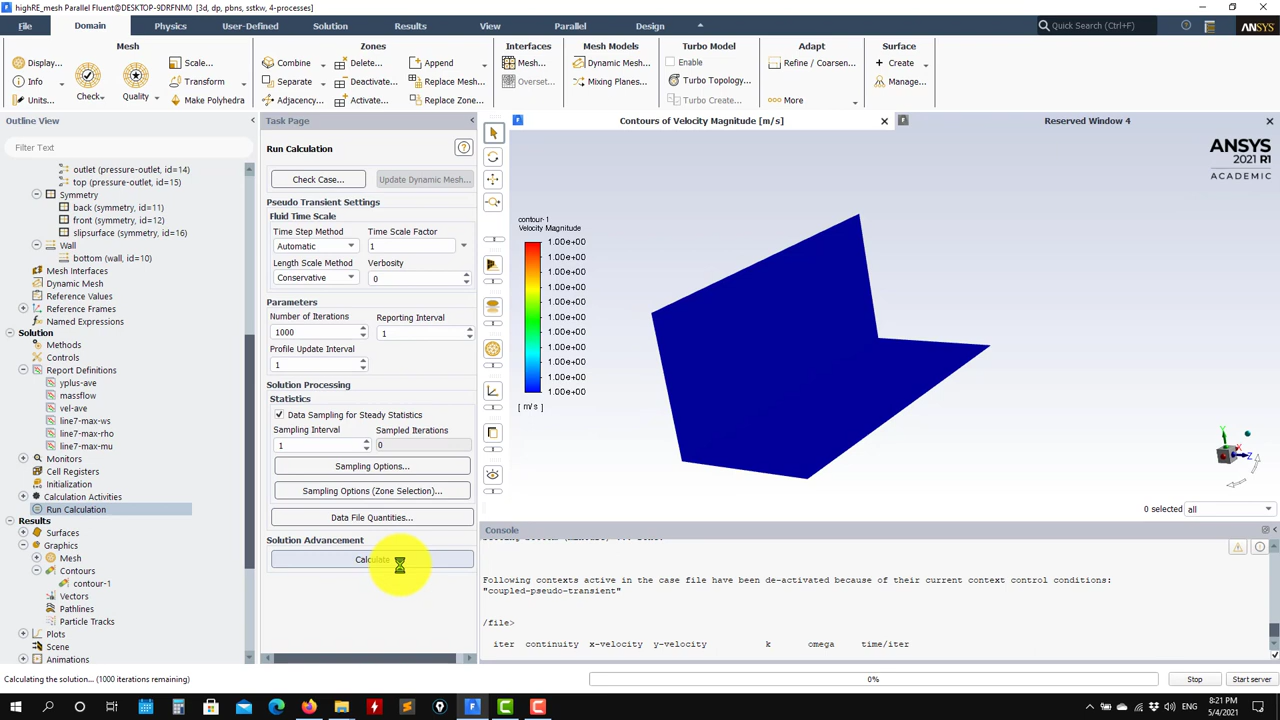 highRE_mesh Parallel Fluent@DESKTOP-9DRFNM0 [3d, dp, pbns, sstkw, 4-processes]
File Domain Physics User-Defined Solution Results View Parallel Design
Quick Search (Ctrl+F)
ANSYS
Mesh Zones Interfaces Mesh Models Turbo Model Adapt Surface
Display... Scale... Combine Delete... Append Mesh... Dynamic Mesh... Enable Refine / Coarsen... Create
Info Check Quality Transform Separate Deactivate... Replace Mesh... Overset... Mixing Planes... Turbo Topology... Manage...
Units... Make Polyhedra Adjacency... Activate... Replace Zone... Turbo Create... More
Outline View
Filter Text
outlet (pressure-outlet, id=14)
top (pressure-outlet, id=15)
Symmetry
back (symmetry, id=11)
front (symmetry, id=12)
slipsurface (symmetry, id=16)
Wall
bottom (wall, id=10)
Mesh Interfaces
Dynamic Mesh
Reference Values
Reference Frames
Named Expressions
Solution
Methods
Controls
Report Definitions
yplus-ave
massflow
vel-ave
line7-max-ws
line7-max-rho
line7-max-mu
Monitors
Cell Registers
Initialization
Calculation Activities
Run Calculation
Results
Surfaces
Graphics
Mesh
Contours
contour-1
Vectors
Pathlines
Particle Tracks
Plots
Scene
Animations
Task Page
Run Calculation
Check Case... Update Dynamic Mesh...
Pseudo Transient Settings
Fluid Time Scale
Time Step Method Time Scale Factor
Automatic 1
Length Scale Method Verbosity
Conservative 0
Parameters
Number of Iterations Reporting Interval
1000 1
Profile Update Interval
1
Solution Processing
Statistics
Data Sampling for Steady Statistics
Sampling Interval Sampled Iterations
1 0
Sampling Options...
Sampling Options (Zone Selection)...
Data File Quantities...
Solution Advancement
Calculate
Contours of Velocity Magnitude [m/s]
Reserved Window 4
ANSYS
2021 R1
ACADEMIC
contour-1
Velocity Magnitude
1.00e+00
1.00e+00
1.00e+00
1.00e+00
1.00e+00
1.00e+00
1.00e+00
1.00e+00
1.00e+00
1.00e+00
1.00e+00
[ m/s ]
Y
X
Z
0 selected all
Console
Following contexts active in the case file have been de-activated because of their current context control conditions:
"coupled-pseudo-transient"
/file>
iter continuity x-velocity y-velocity k omega time/iter
Calculating the solution... (1000 iterations remaining)
0%
Stop Start server
8:21 PM
5/4/2021